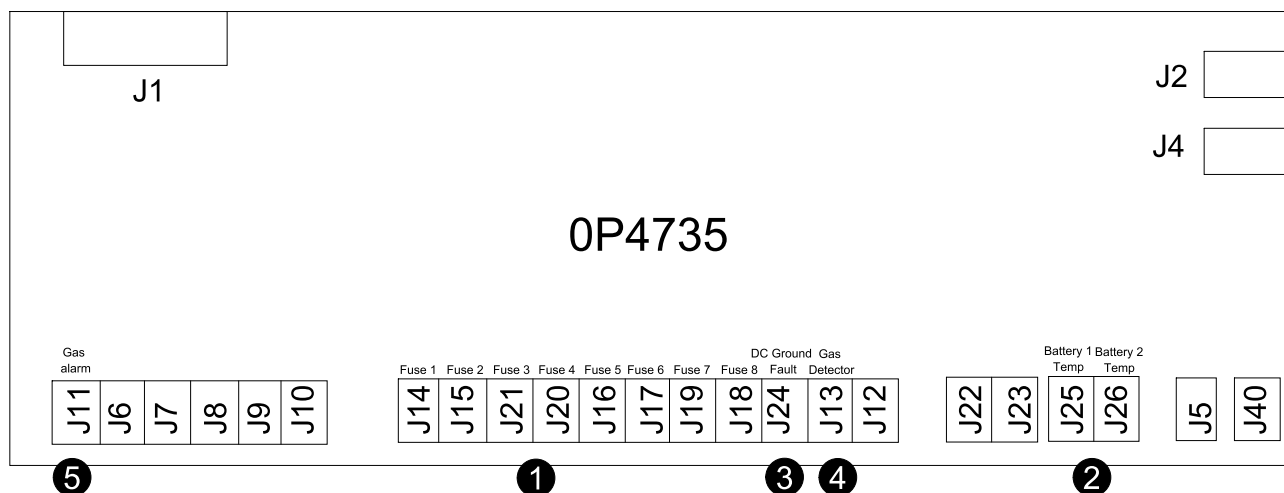 J1
J2
J4
0P4735
Gas alarm
Fuse 1 Fuse 2 Fuse 3 Fuse 4 Fuse 5 Fuse 6 Fuse 7 Fuse 8 DC Ground Fault Gas Detector
Battery 1 Temp Battery 2 Temp
J11 J6 J7 J8 J9 J10 J14 J15 J21 J20 J16 J17 J19 J18 J24 J13 J12 J22 J23 J25 J26 J5 J40
5 1 3 4 2